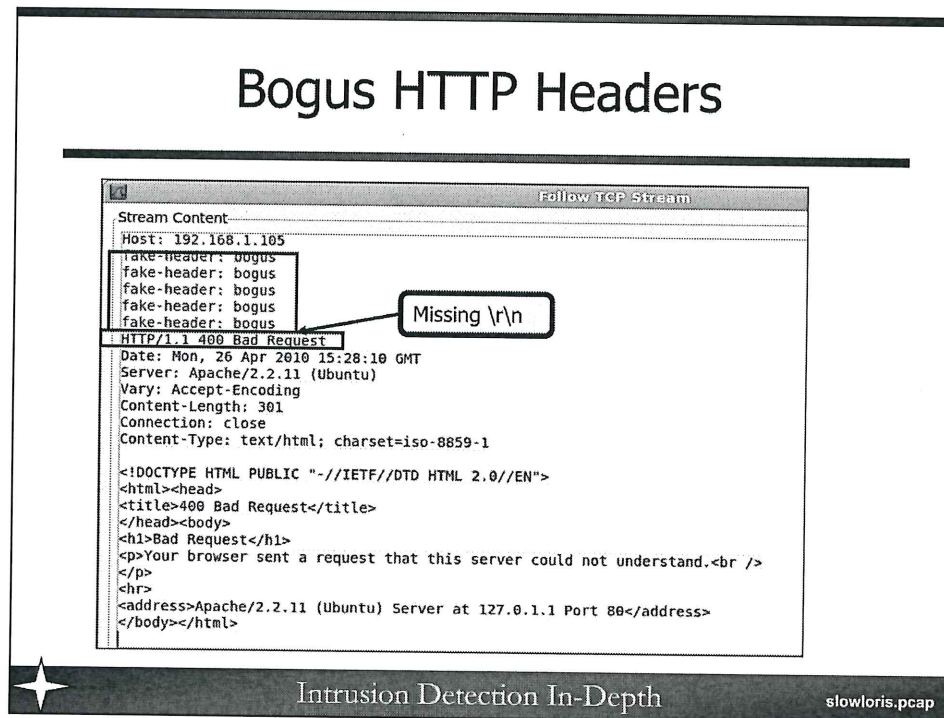 Bogus HTTP Headers
Follow TCP Stream
Stream Content
Host: 192.168.1.105
fake-header: bogus
fake-header: bogus
fake-header: bogus
fake-header: bogus
fake-header: bogus
Missing \r\n
HTTP/1.1 400 Bad Request
Date: Mon, 26 Apr 2010 15:28:10 GMT
Server: Apache/2.2.11 (Ubuntu)
Vary: Accept-Encoding
Content-Length: 301
Connection: close
Content-Type: text/html; charset=iso-8859-1
<!DOCTYPE HTML PUBLIC "-//IETF//DTD HTML 2.0//EN">
<html><head>
<title>400 Bad Request</title>
</head><body>
<h1>Bad Request</h1>
<p>Your browser sent a request that this server could not understand.<br />
</p>
<hr>
<address>Apache/2.2.11 (Ubuntu) Server at 127.0.1.1 Port 80</address>
</body></html>
Intrusion Detection In-Depth
slowloris.pcap